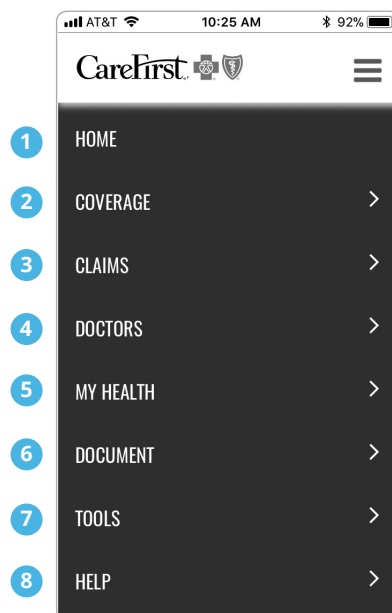 AT&T 10:25 AM 92%
CareFirst
1 HOME
2 COVERAGE
3 CLAIMS
4 DOCTORS
5 MY HEALTH
6 DOCUMENT
7 TOOLS
8 HELP